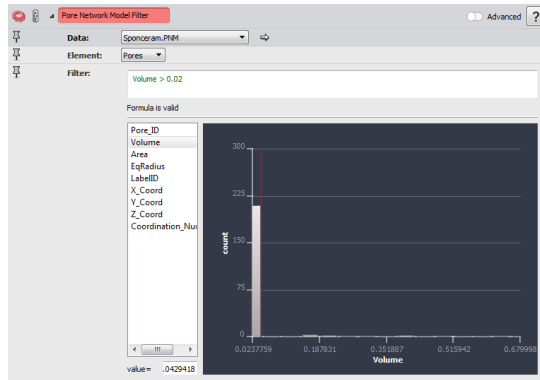 Pore Network Model Filter
Advanced ?
Data: Sponceram.PNM
Element: Pores
Filter: Volume > 0.02
Formula is valid
Pore_ID
Volume
Area
EqRadius
LabelID
X_Coord
Y_Coord
Z_Coord
Coordination_Nu
300
225
150
75
0
count
0.0237759 0.187831 0.351887 0.515942 0.679998
Volume
value= .0429418